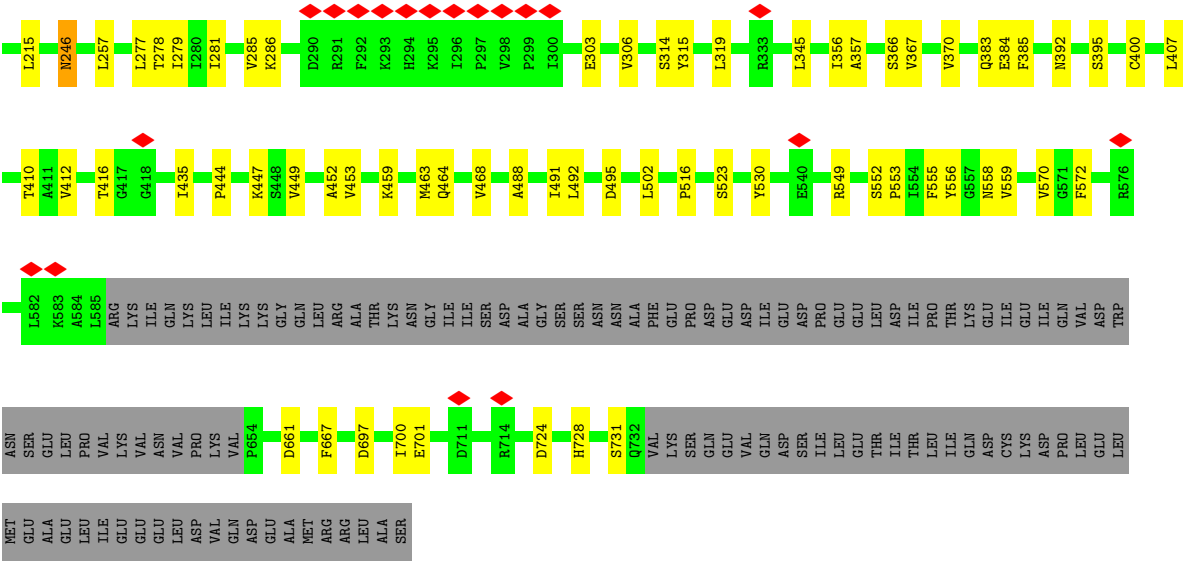 L215 N246 L257 L277 T278 I279 I280 I281 V285 K286 D290 R291 F292 K293 H294 K295 I296 P297 V298 P299 I300 E303 V306 S314 Y315 L319 R333 L345 I356 A357 S366 V367 V370 Q383 E384 F385 N392 S395 C400 L407
T410 A411 V412 T416 G417 G418 I435 P444 K447 S448 V449 A452 V453 K459 M463 Q464 V468 A488 I491 L492 D495 L502 P516 S523 Y530 E540 R549 S552 P553 I554 F555 Y556 G557 N558 V559 V570 G571 F572 R576
L582 K583 A584 L585 ARG LYS ILE GLN LYS LEU ILE LYS LYS GLY GLN LEU ARG ALA THR LYS ASN GLY ILE ILE SER ASP ALA GLY SER SER ASN ASN ALA PHE GLU PRO ASP GLU ASP ILE GLU ASP PRO GLU GLU LEU ASP ILE PRO THR LYS GLU ILE GLU ILE GLN VAL ASP TRP
ASN SER GLU LEU PRO VAL LYS VAL ASN VAL PRO LYS VAL P654 D661 F667 D697 I700 E701 D711 R714 D724 H728 S731 Q732 VAL LYS SER GLN GLU VAL GLN ASP SER ILE LEU GLU THR ILE THR LEU ILE GLN ASP CYS LYS ASP PRO LEU GLU LEU
MET GLU ALA GLU LEU ILE GLU GLU GLU LEU ASP VAL GLN ASP GLU ALA MET ARG ARG LEU ALA SER